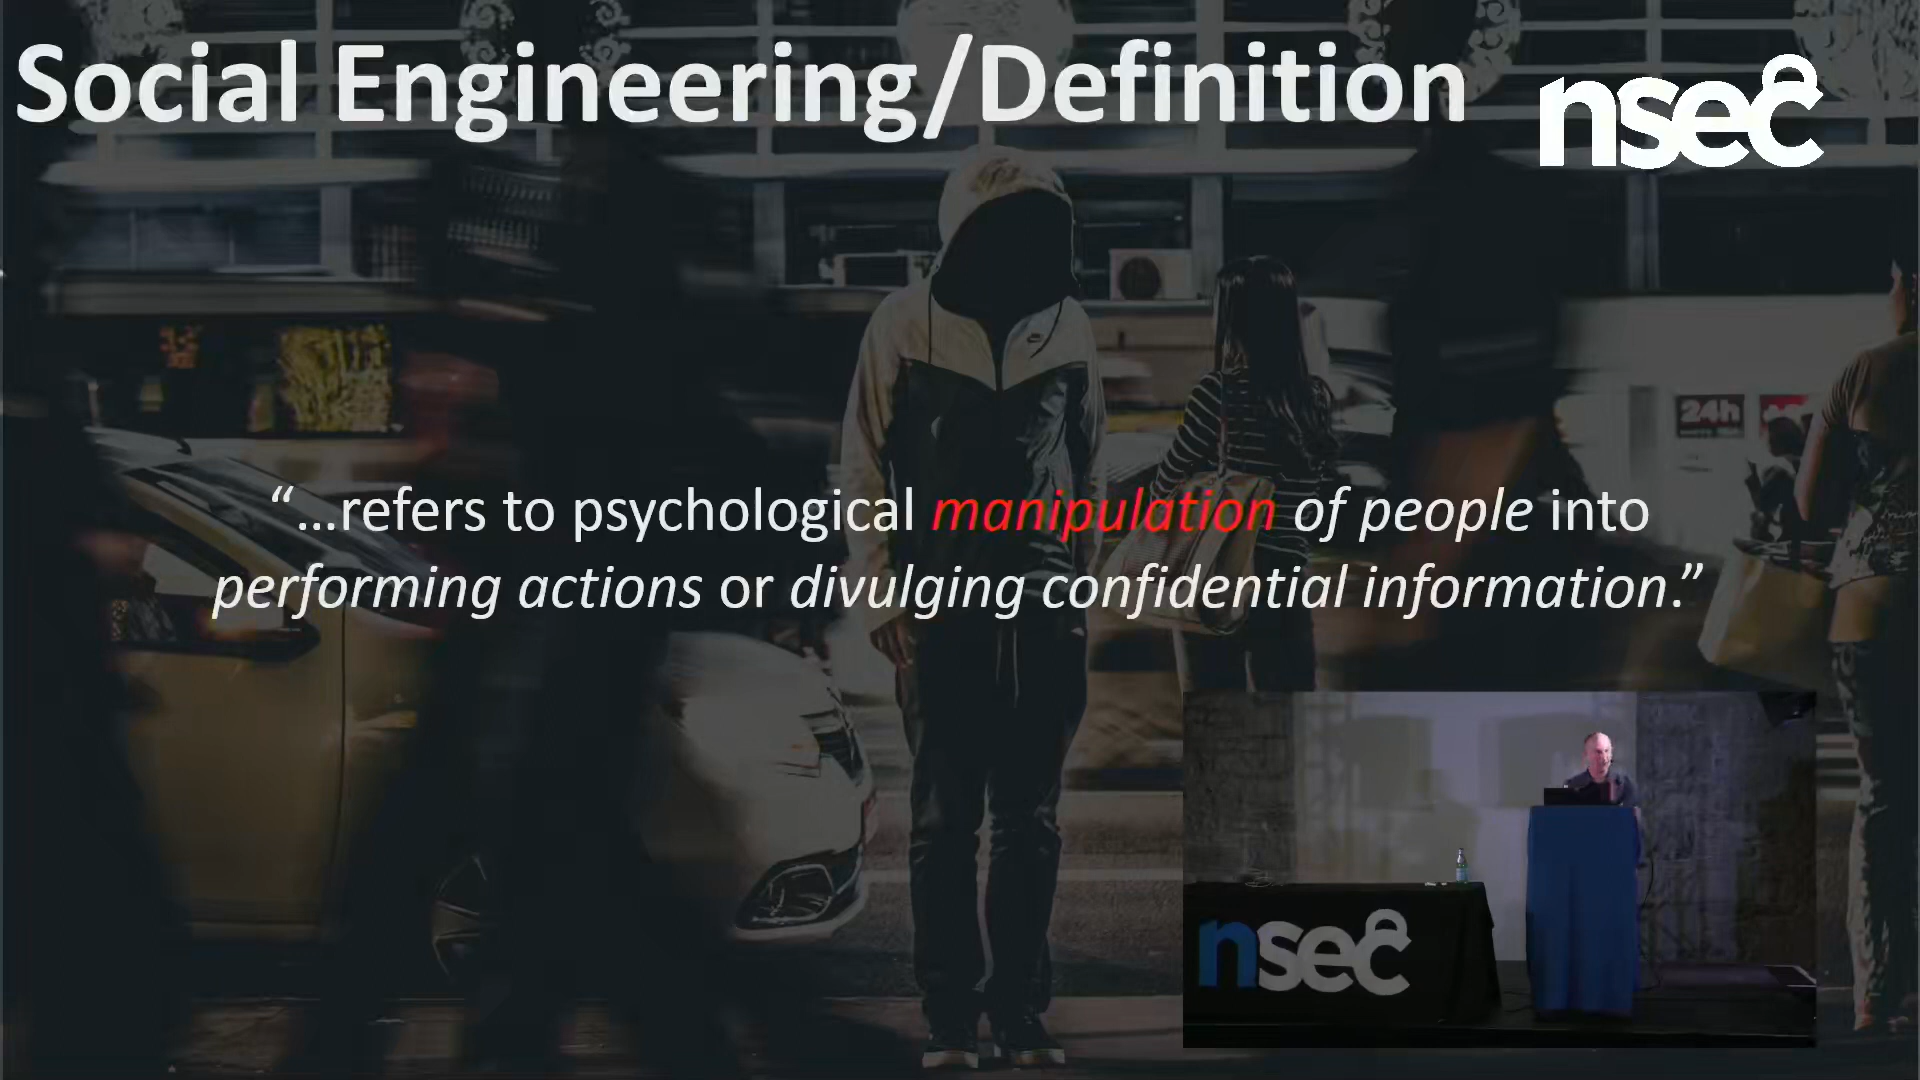 Social Engineering/Definition
nsec
“...refers to psychological manipulation of people into
performing actions or divulging confidential information.”
24h
nsec